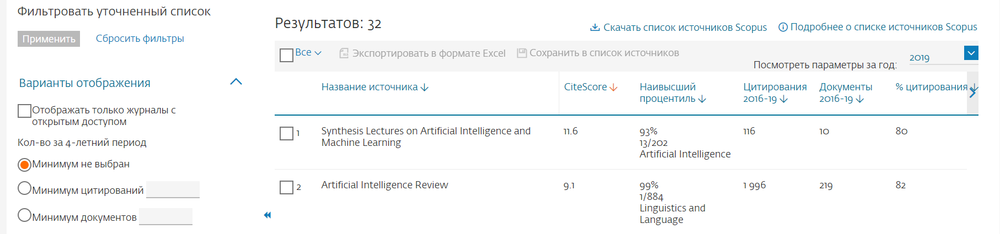 Фильтровать уточненный список
Применить
Сбросить фильтры
Варианты отображения
Отображать только журналы с
открытым доступом
Кол-во за 4-летний период
Минимум не выбран
Минимум цитирований
Минимум документов
Результатов: 32
Скачать список источников Scopus
Подробнее о списке источников Scopus
Все
Экспортировать в формате Excel
Сохранить в список источников
Посмотреть параметры за год:
2019
Название источника
CiteScore
Наивысший
процентиль
Цитирования
2016-19
Документы
2016-19
% цитирования
1
Synthesis Lectures on Artificial Intelligence and
Machine Learning
11.6
93%
13/202
Artificial Intelligence
116
10
80
2
Artificial Intelligence Review
9.1
99%
1/884
Linguistics and
Language
1 996
219
82